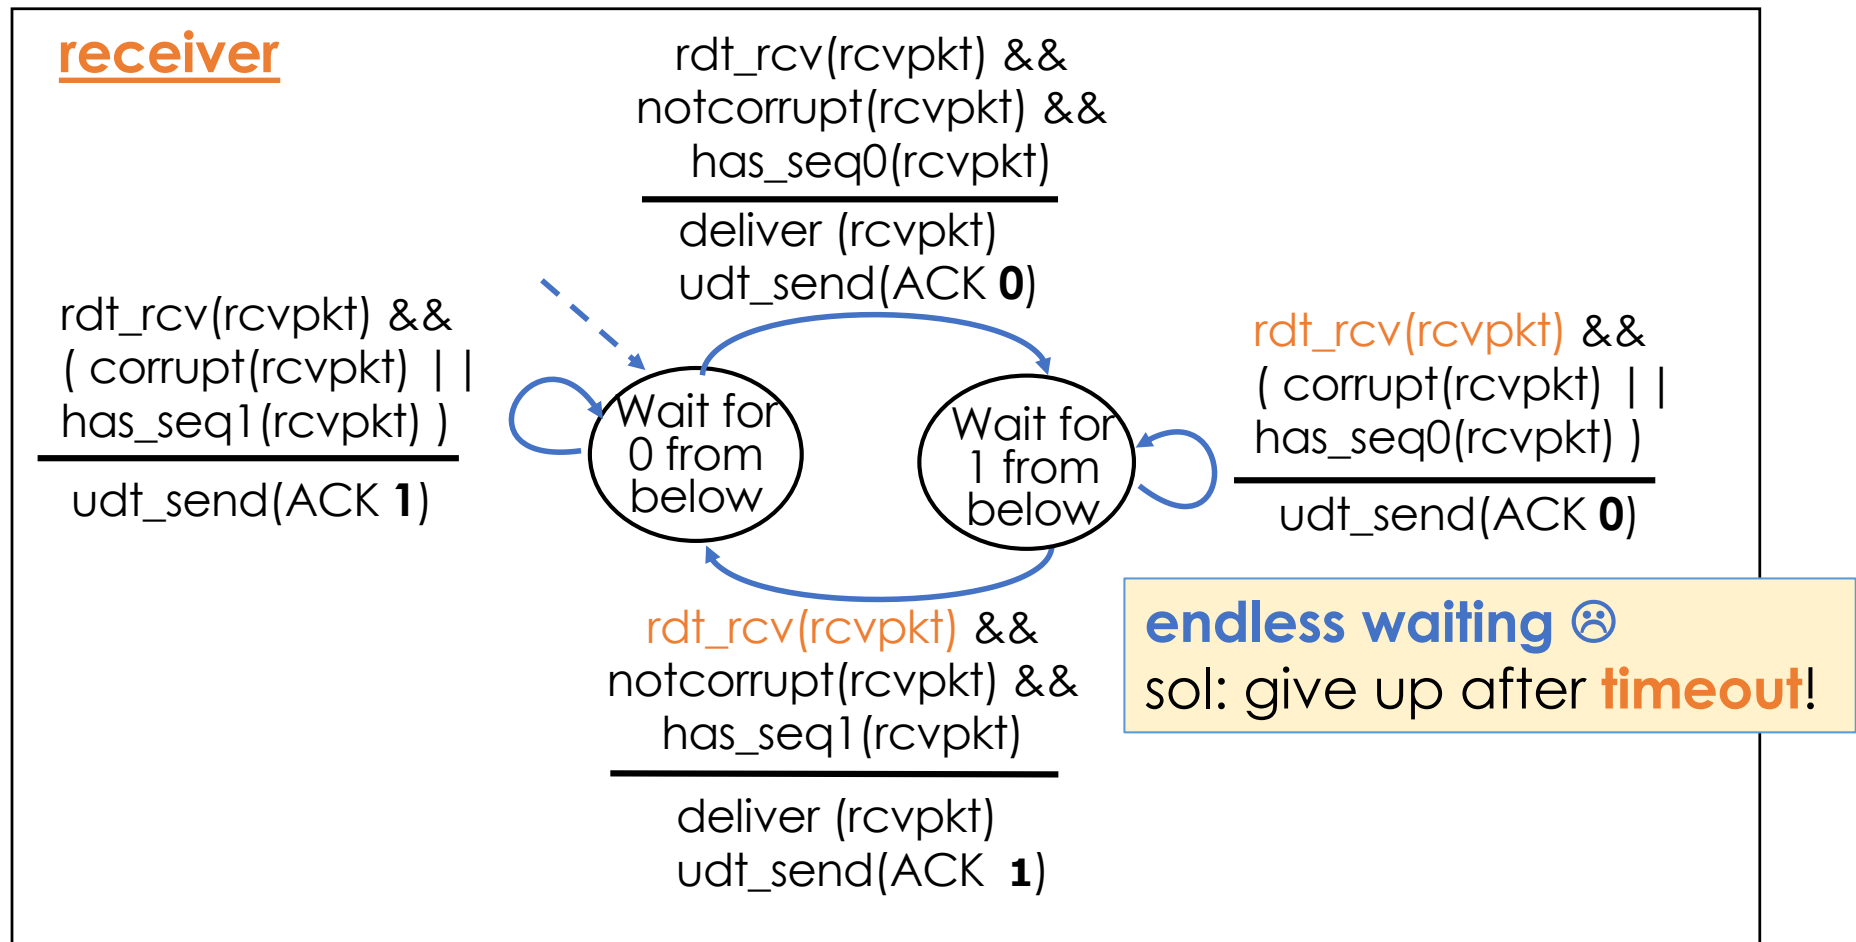 receiver
rdt_rcv(rcvpkt) &&
notcorrupt(rcvpkt) &&
has_seq0(rcvpkt)
deliver (rcvpkt)
udt_send(ACK 0)
rdt_rcv(rcvpkt) &&
( corrupt(rcvpkt) ||
has_seq1(rcvpkt) )
udt_send(ACK 1)
Wait for
0 from
below
Wait for
1 from
below
rdt_rcv(rcvpkt) &&
( corrupt(rcvpkt) ||
has_seq0(rcvpkt) )
udt_send(ACK 0)
rdt_rcv(rcvpkt) &&
notcorrupt(rcvpkt) &&
has_seq1(rcvpkt)
deliver (rcvpkt)
udt_send(ACK 1)
endless waiting ☹
sol: give up after timeout!